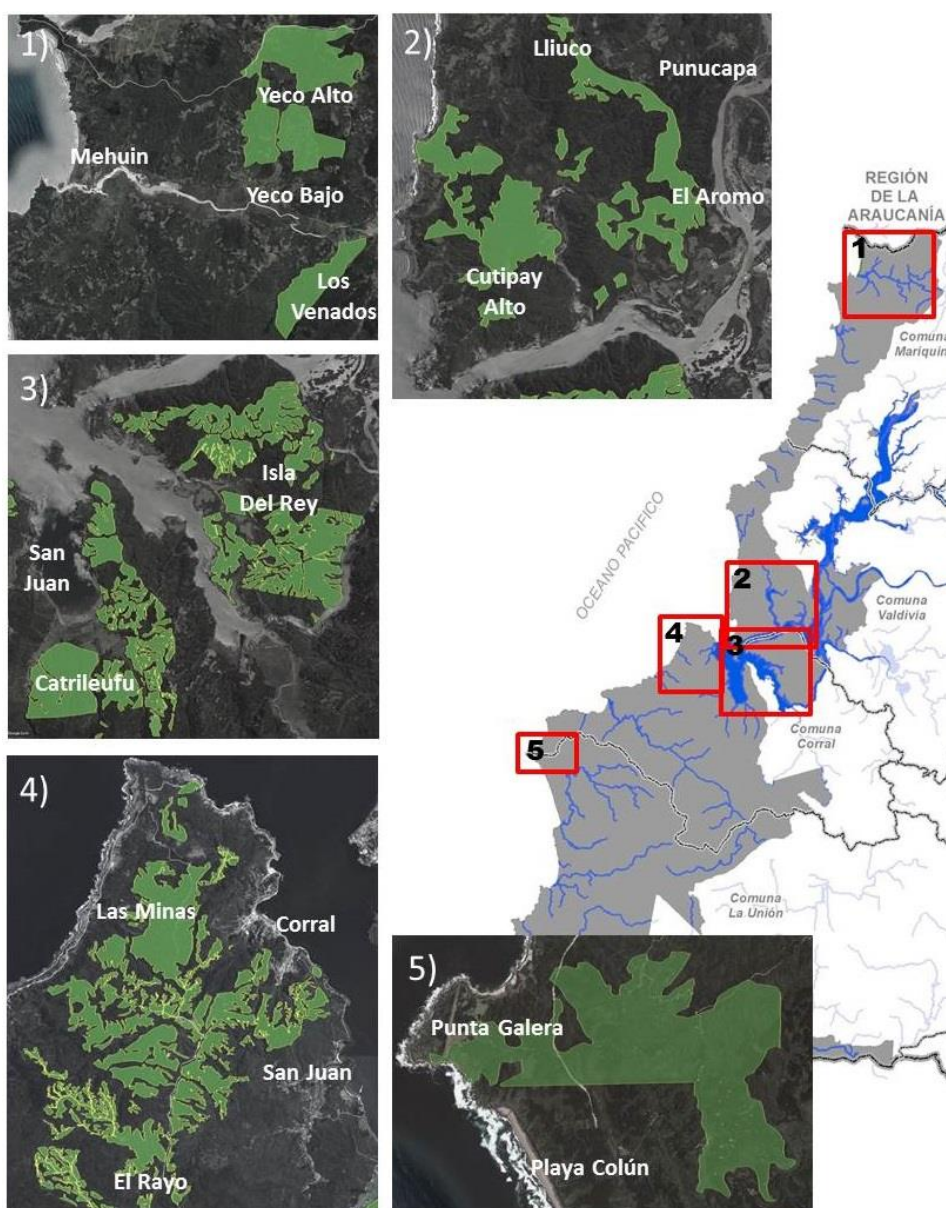 1)
Yeco Alto
Mehuin
Yeco Bajo
Los
Venados
2)
Lliuco
Punucapa
El Aromo
Cutipay
Alto
3)
Isla
Del Rey
San
Juan
Catrileufu
4)
Las Minas
Corral
San Juan
El Rayo
5)
Punta Galera
Playa Colún
REGIÓN
DE LA
ARAUCANÍA
1
Comuna
Mariquin
OCEANO PACIFICO
2
Comuna
Valdivia
4
3
Comuna
Corral
5
Comuna
La Unión